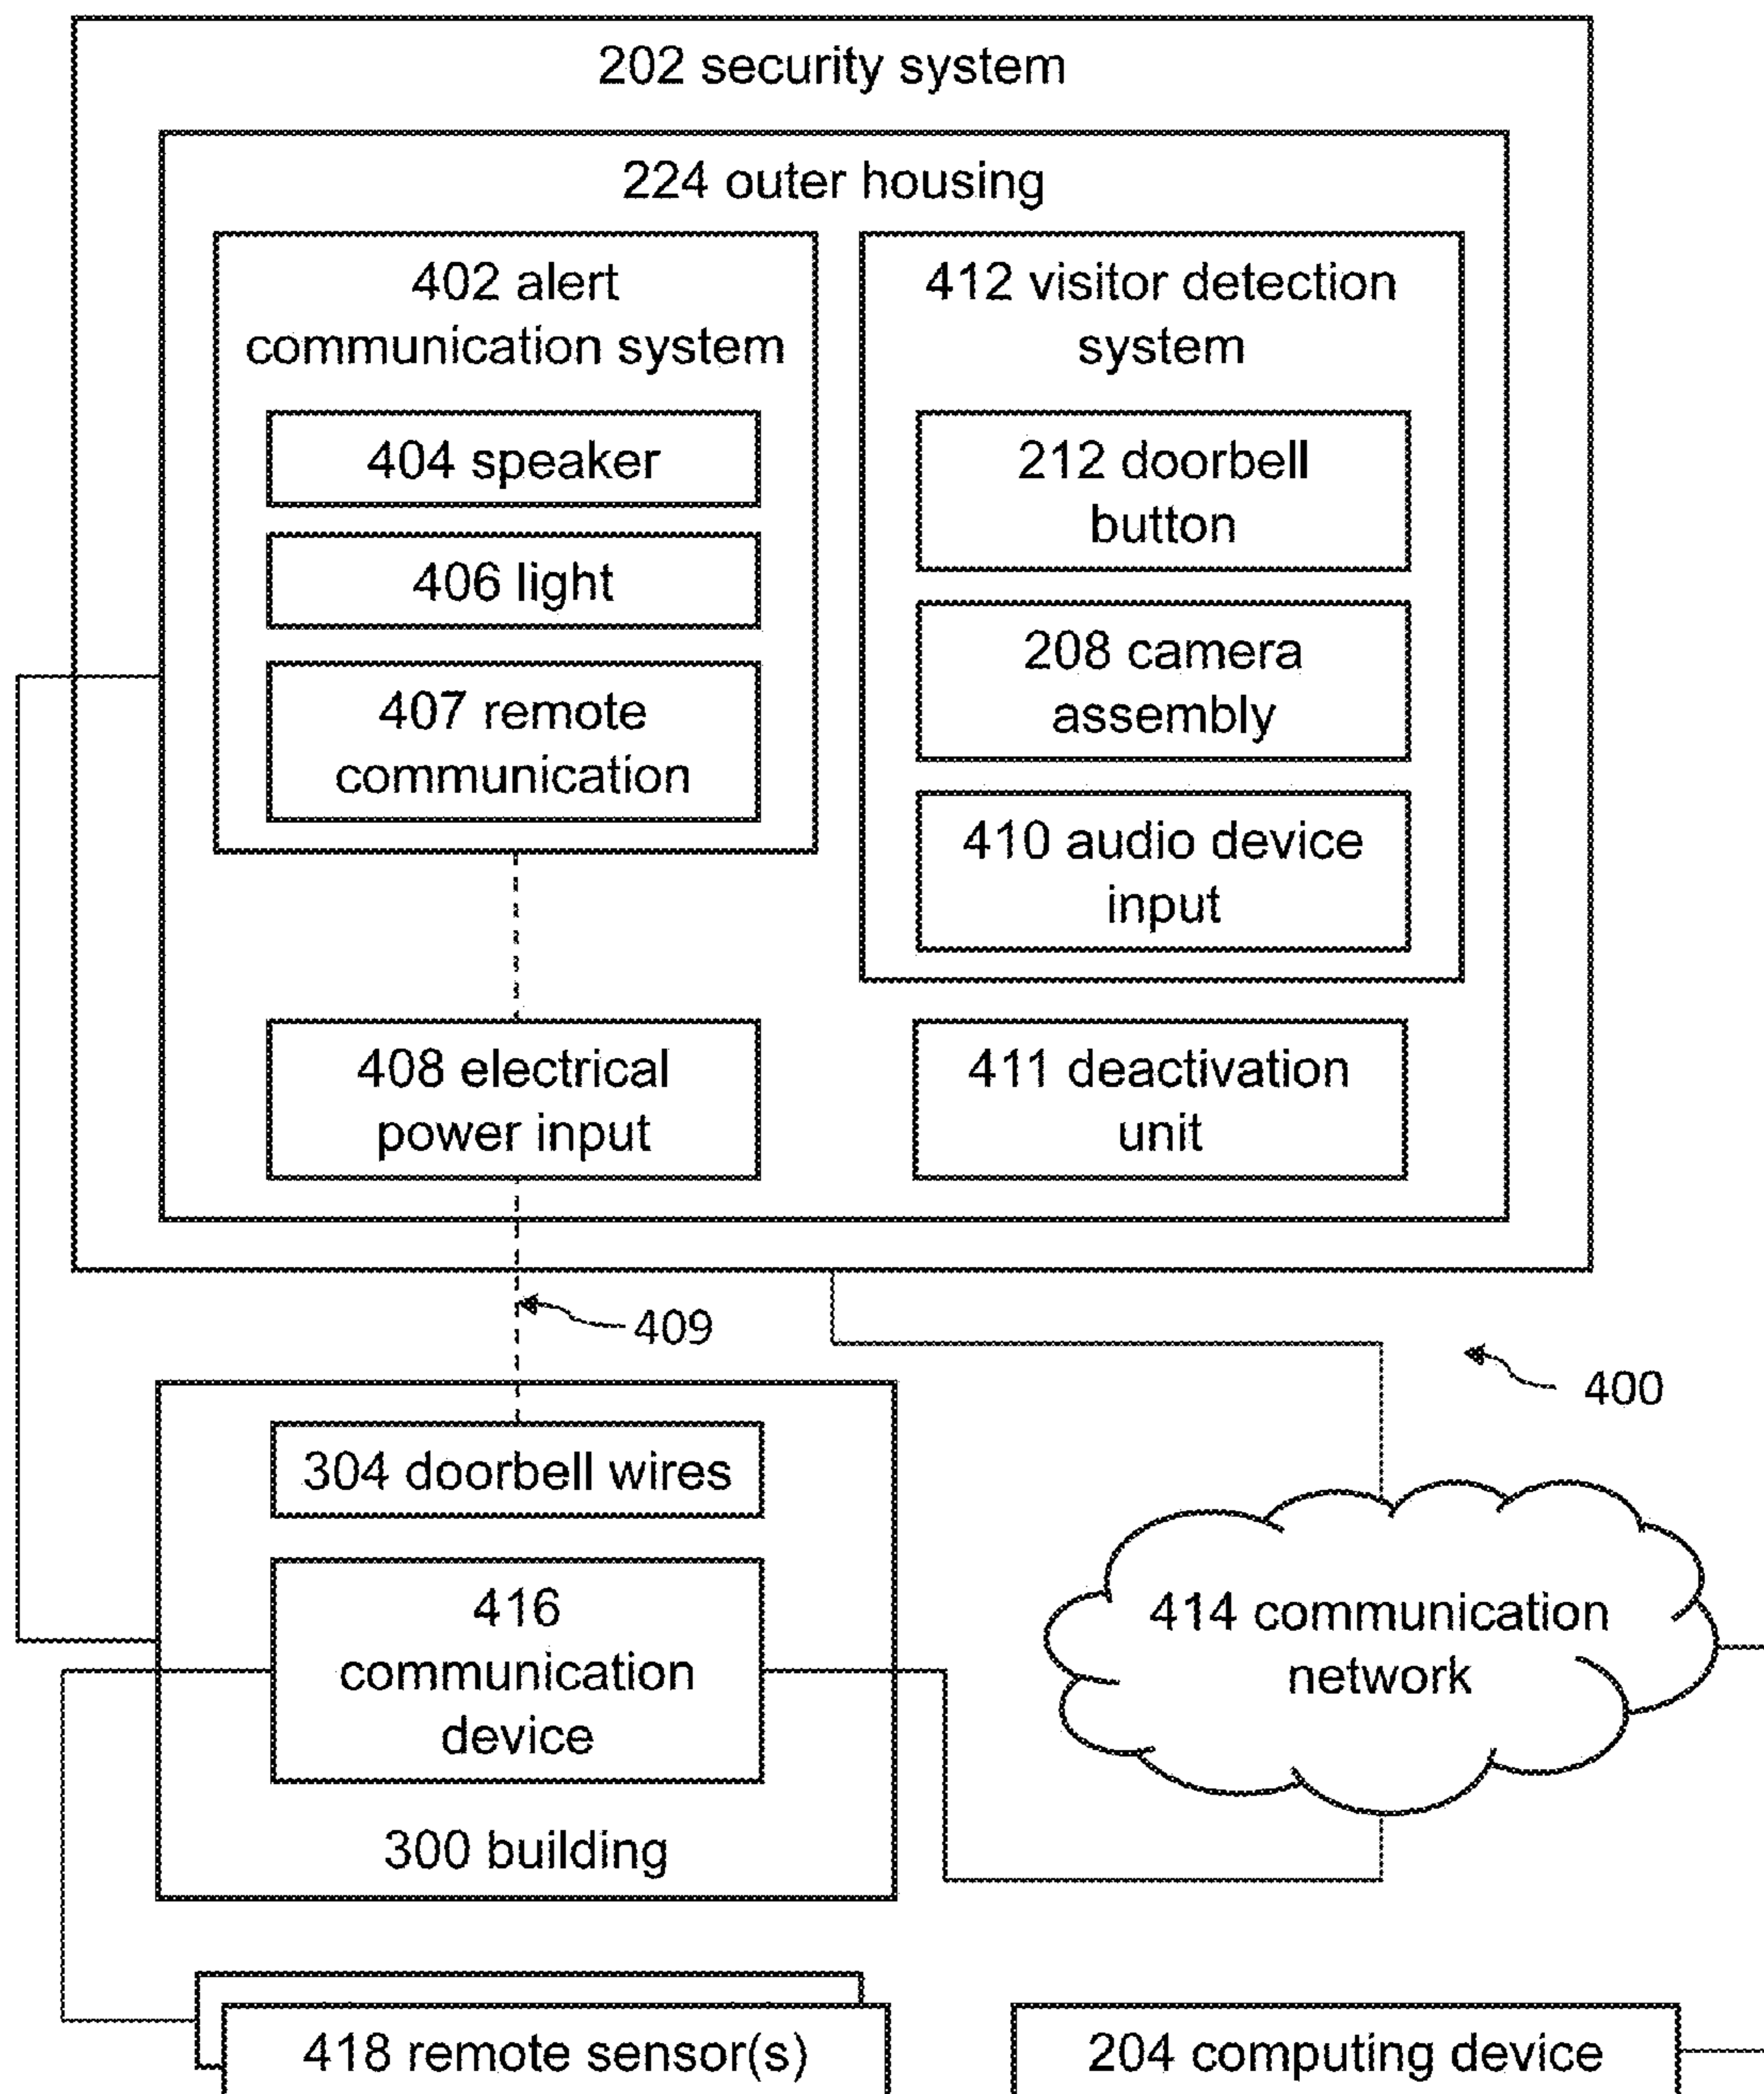 202 security system
224 outer housing
402 alert
communication system
404 speaker
406 light
407 remote
communication
412 visitor detection
system
212 doorbell
button
208 camera
assembly
410 audio device
input
408 electrical
power input
411 deactivation
unit
409
400
304 doorbell wires
416
communication
device
300 building
414 communication
network
418 remote sensor(s)
204 computing device